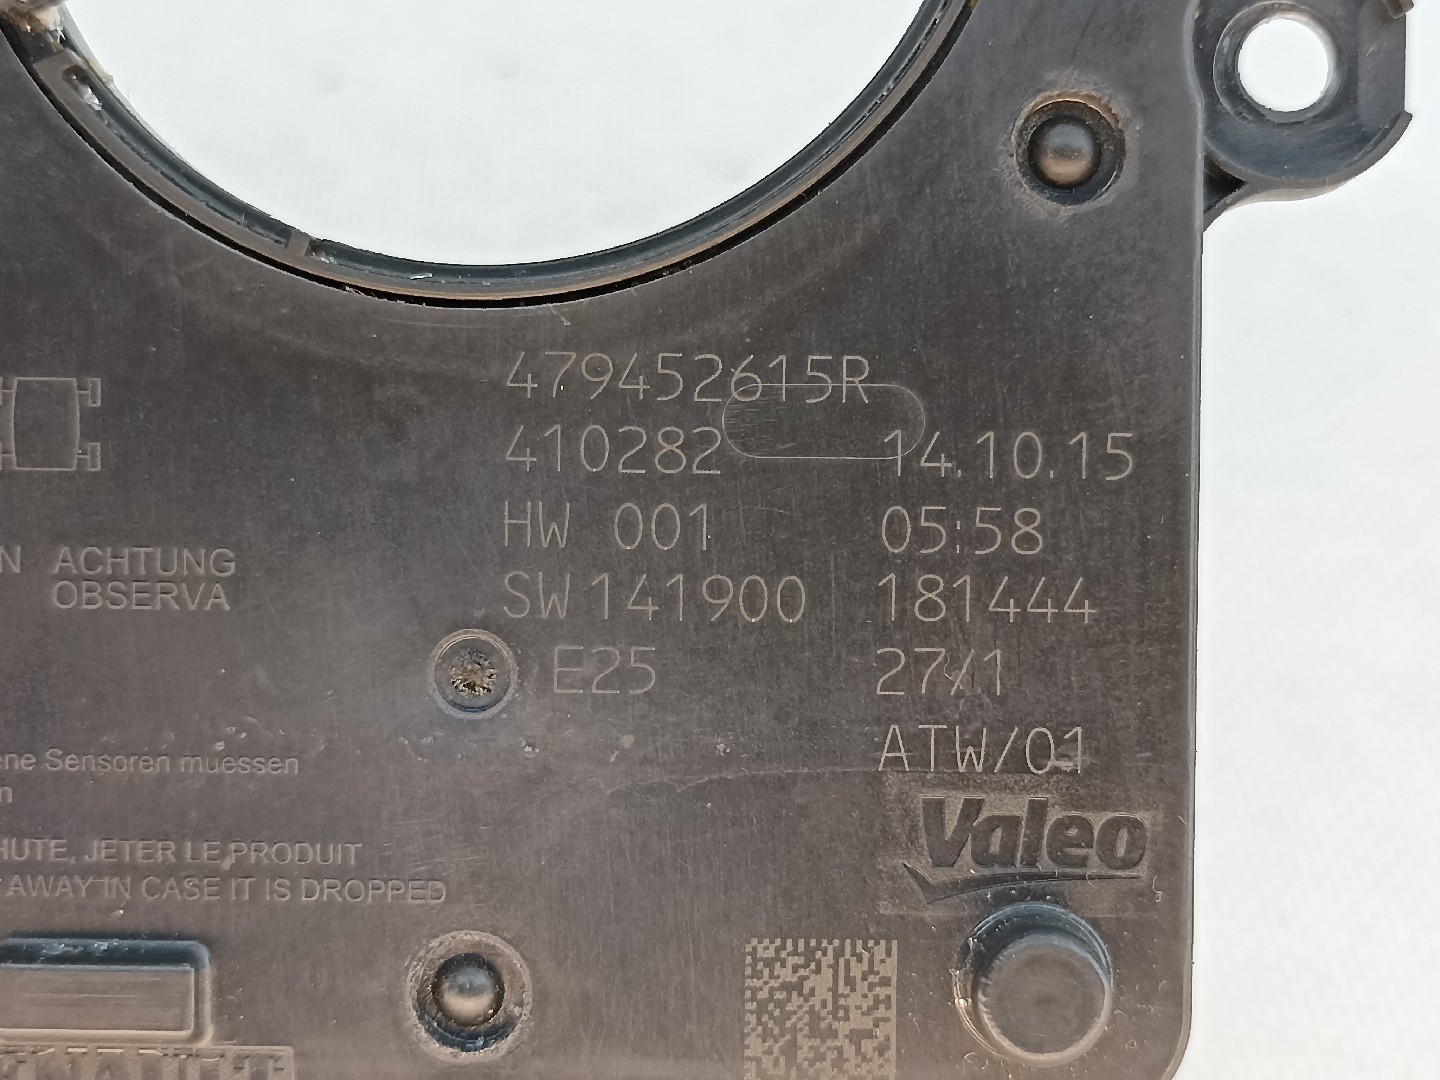 479452615R
410282 14.10.15
HW 001 05:58
SW 141900 181444
E25 27/1
ATW/01
Valeo
N ACHTUNG
OBSERVA
ene Sensoren muessen
n
HUTE, JETER LE PRODUIT
AWAY IN CASE IT IS DROPPED